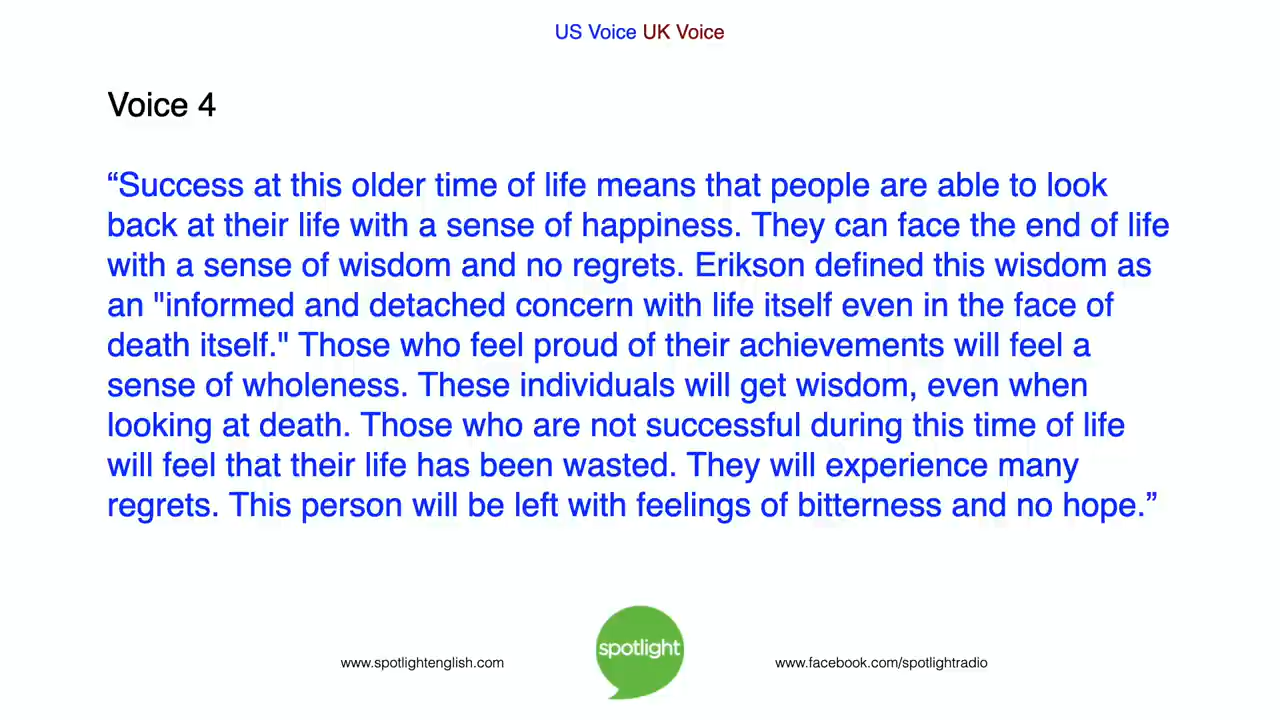 US Voice UK Voice
Voice 4
“Success at this older time of life means that people are able to look
back at their life with a sense of happiness. They can face the end of life
with a sense of wisdom and no regrets. Erikson defined this wisdom as
an "informed and detached concern with life itself even in the face of
death itself." Those who feel proud of their achievements will feel a
sense of wholeness. These individuals will get wisdom, even when
looking at death. Those who are not successful during this time of life
will feel that their life has been wasted. They will experience many
regrets. This person will be left with feelings of bitterness and no hope.”
spotlight
www.spotlightenglish.com
www.facebook.com/spotlightradio